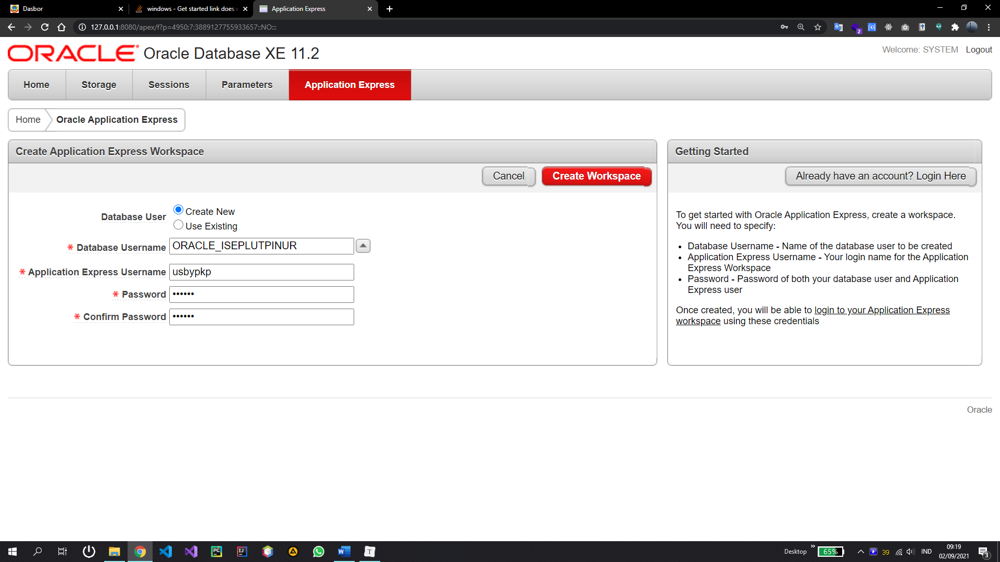 Dasbor
windows - Get started link does
Application Express
127.0.0.1:8080/apex/f?p=4950:7:3889127755933657::NO:::
2
ORACLE Oracle Database XE 11.2
Welcome: SYSTEM Logout
Home Storage Sessions Parameters Application Express
Home Oracle Application Express
Create Application Express Workspace
Cancel Create Workspace
Database User
Create New
Use Existing
* Database Username ORACLE_ISEPLUTPINUR
* Application Express Username usbypkp
* Password ••••••
* Confirm Password ••••••
Getting Started
Already have an account? Login Here
To get started with Oracle Application Express, create a workspace.
You will need to specify:
• Database Username - Name of the database user to be created
• Application Express Username - Your login name for the Application
Express Workspace
• Password - Password of both your database user and Application
Express user
Once created, you will be able to login to your Application Express
workspace using these credentials
Oracle
PC
IJ
W
T
Desktop
65%
39
IND
09:19
02/09/2021
3